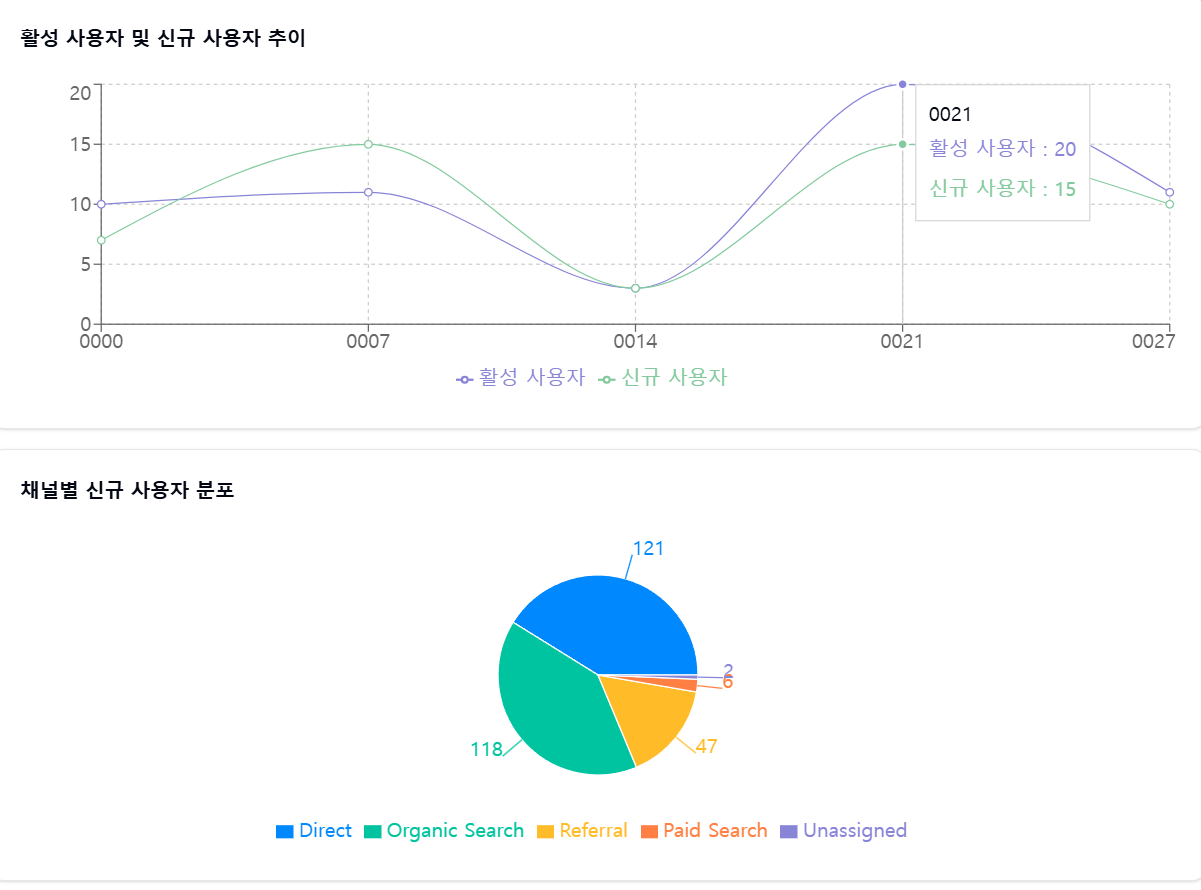 활성 사용자 및 신규 사용자 추이
20
15
10
5
0
0000 0007 0014 0021 0027
0021
활성 사용자 : 20
신규 사용자 : 15
활성 사용자 신규 사용자
채널별 신규 사용자 분포
121
2
6
47
118
Direct Organic Search Referral Paid Search Unassigned